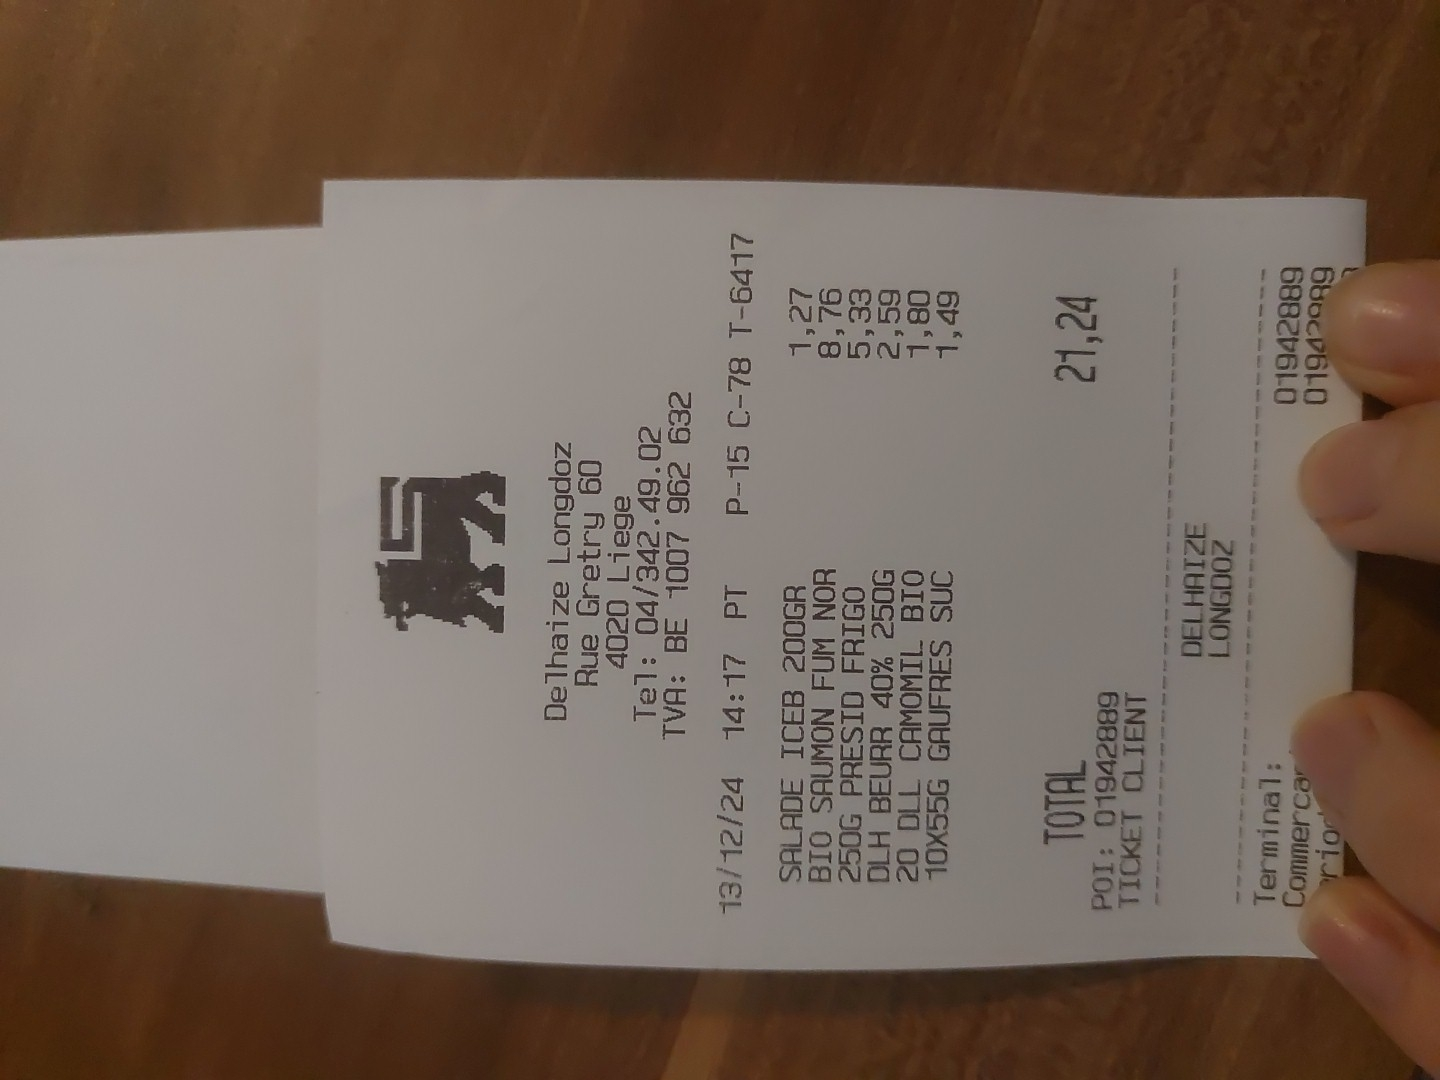 Delhaize Longdoz
Rue Gretry 60
4020 Liege
Tel: 04/342.49.02
TVA: BE 1007 962 632
13/12/24 14:17 PT P-15 C-78 T-6417
SALADE ICEB 200GR 1,27
BIO SAUMON FUM NOR 8,76
250G PRESID FRIGO 5,33
DLH BEURR 40% 250G 2,59
20 DLL CAMOMIL BIO 1,80
10X55G GAUFRES SUC 1,49
TOTAL 21,24
POI: 01942889
TICKET CLIENT
DELHAIZE
LONGDOZ
Terminal: 01942889